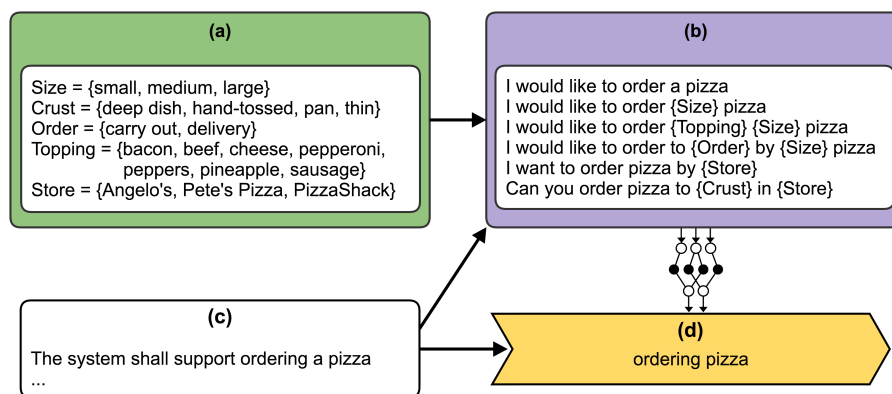 (a)
Size = {small, medium, large}
Crust = {deep dish, hand-tossed, pan, thin}
Order = {carry out, delivery}
Topping = {bacon, beef, cheese, pepperoni,
peppers, pineapple, sausage}
Store = {Angelo's, Pete's Pizza, PizzaShack}
(b)
I would like to order a pizza
I would like to order {Size} pizza
I would like to order {Topping} {Size} pizza
I would like to order to {Order} by {Size} pizza
I want to order pizza by {Store}
Can you order pizza to {Crust} in {Store}
(c)
The system shall support ordering a pizza
...
(d)
ordering pizza